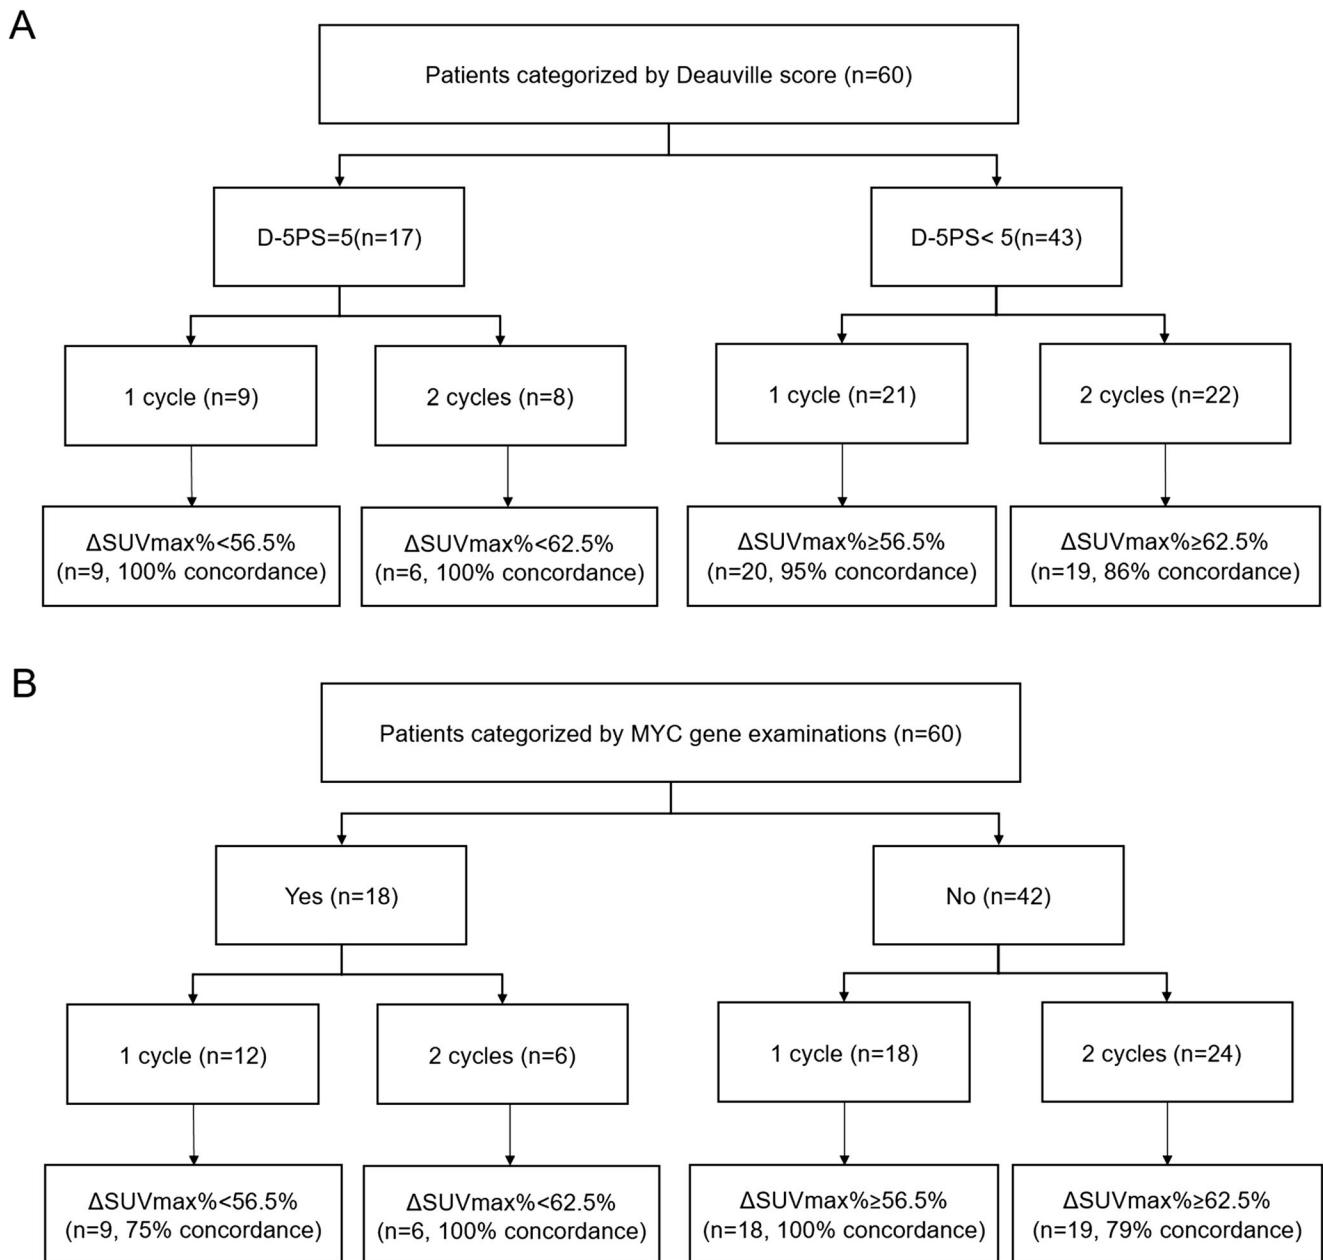 A
Patients categorized by Deauville score (n=60)
D-5PS=5(n=17)
D-5PS< 5(n=43)
1 cycle (n=9)
2 cycles (n=8)
1 cycle (n=21)
2 cycles (n=22)
ΔSUVmax%<56.5%
(n=9, 100% concordance)
ΔSUVmax%<62.5%
(n=6, 100% concordance)
ΔSUVmax%≥56.5%
(n=20, 95% concordance)
ΔSUVmax%≥62.5%
(n=19, 86% concordance)
B
Patients categorized by MYC gene examinations (n=60)
Yes (n=18)
No (n=42)
1 cycle (n=12)
2 cycles (n=6)
1 cycle (n=18)
2 cycles (n=24)
ΔSUVmax%<56.5%
(n=9, 75% concordance)
ΔSUVmax%<62.5%
(n=6, 100% concordance)
ΔSUVmax%≥56.5%
(n=18, 100% concordance)
ΔSUVmax%≥62.5%
(n=19, 79% concordance)